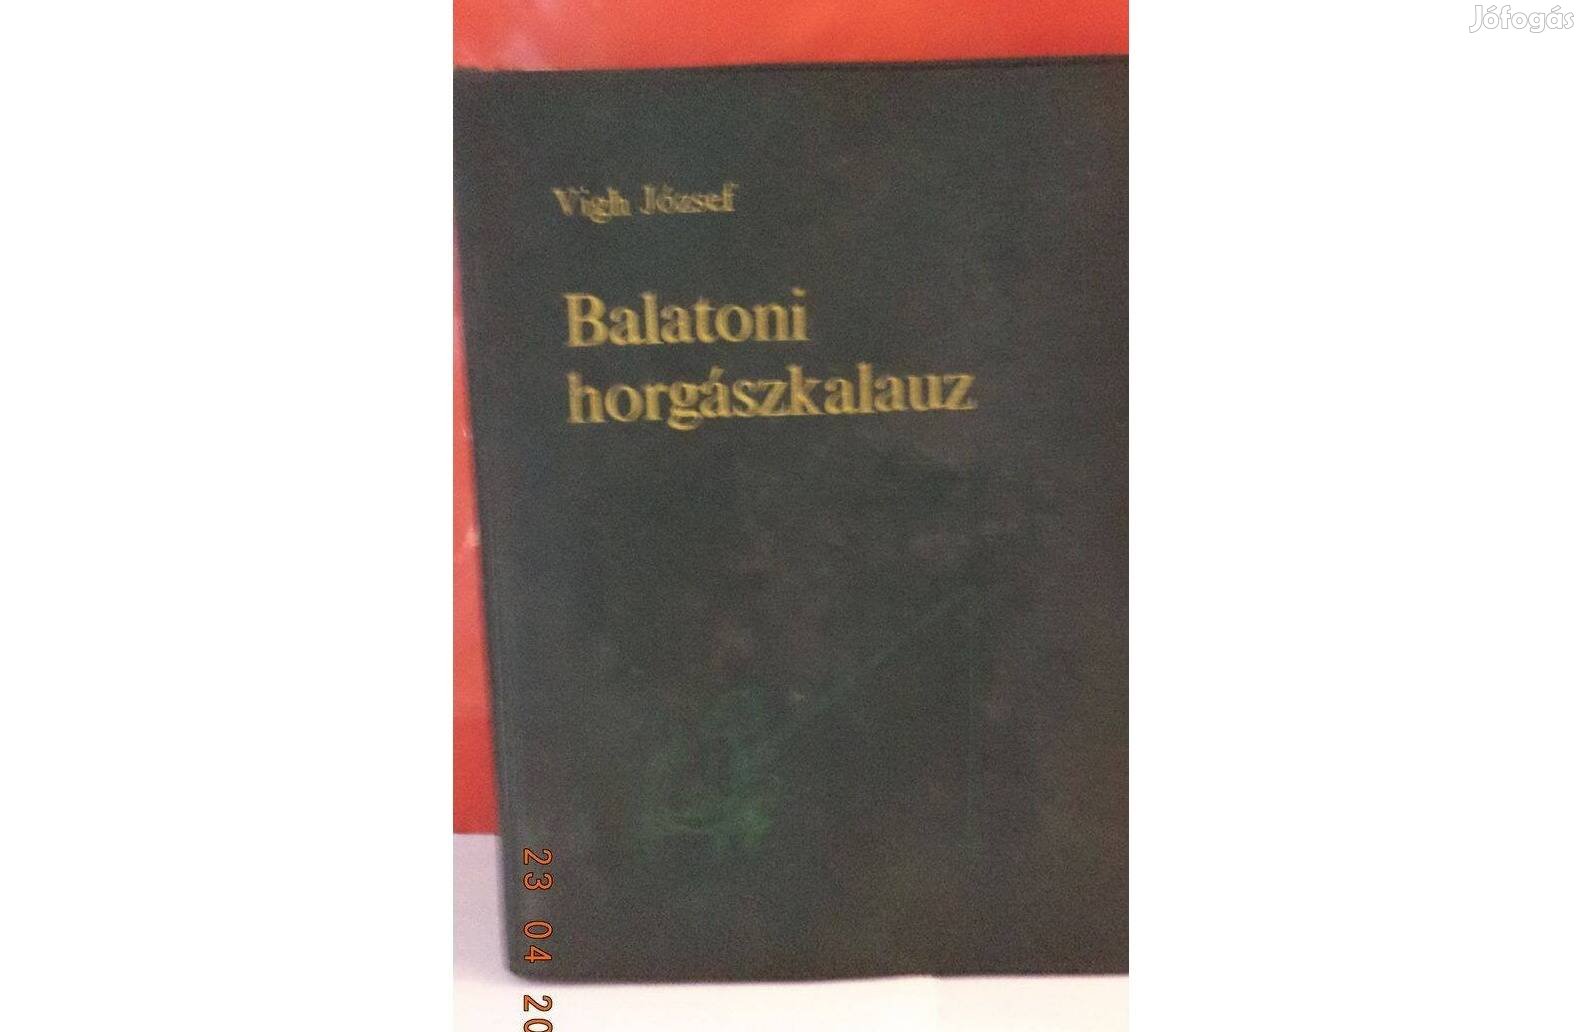 Jófogás
Vigh József
Balatoni
horgászkalauz
23 04 20